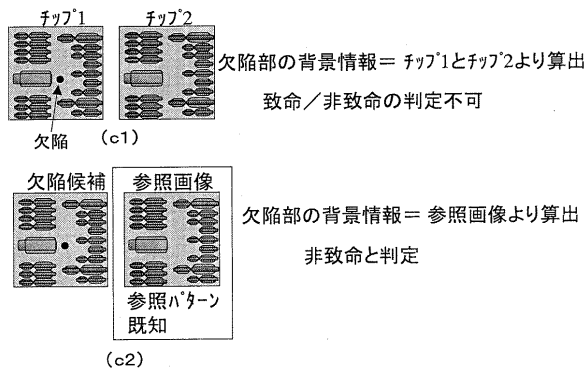 チップ1 チップ2
欠陥部の背景情報＝ チップ1とチップ2より算出
致命／非致命の判定不可
欠陥
(c1)
欠陥候補 参照画像
欠陥部の背景情報＝ 参照画像より算出
非致命と判定
参照パターン
既知
(c2)